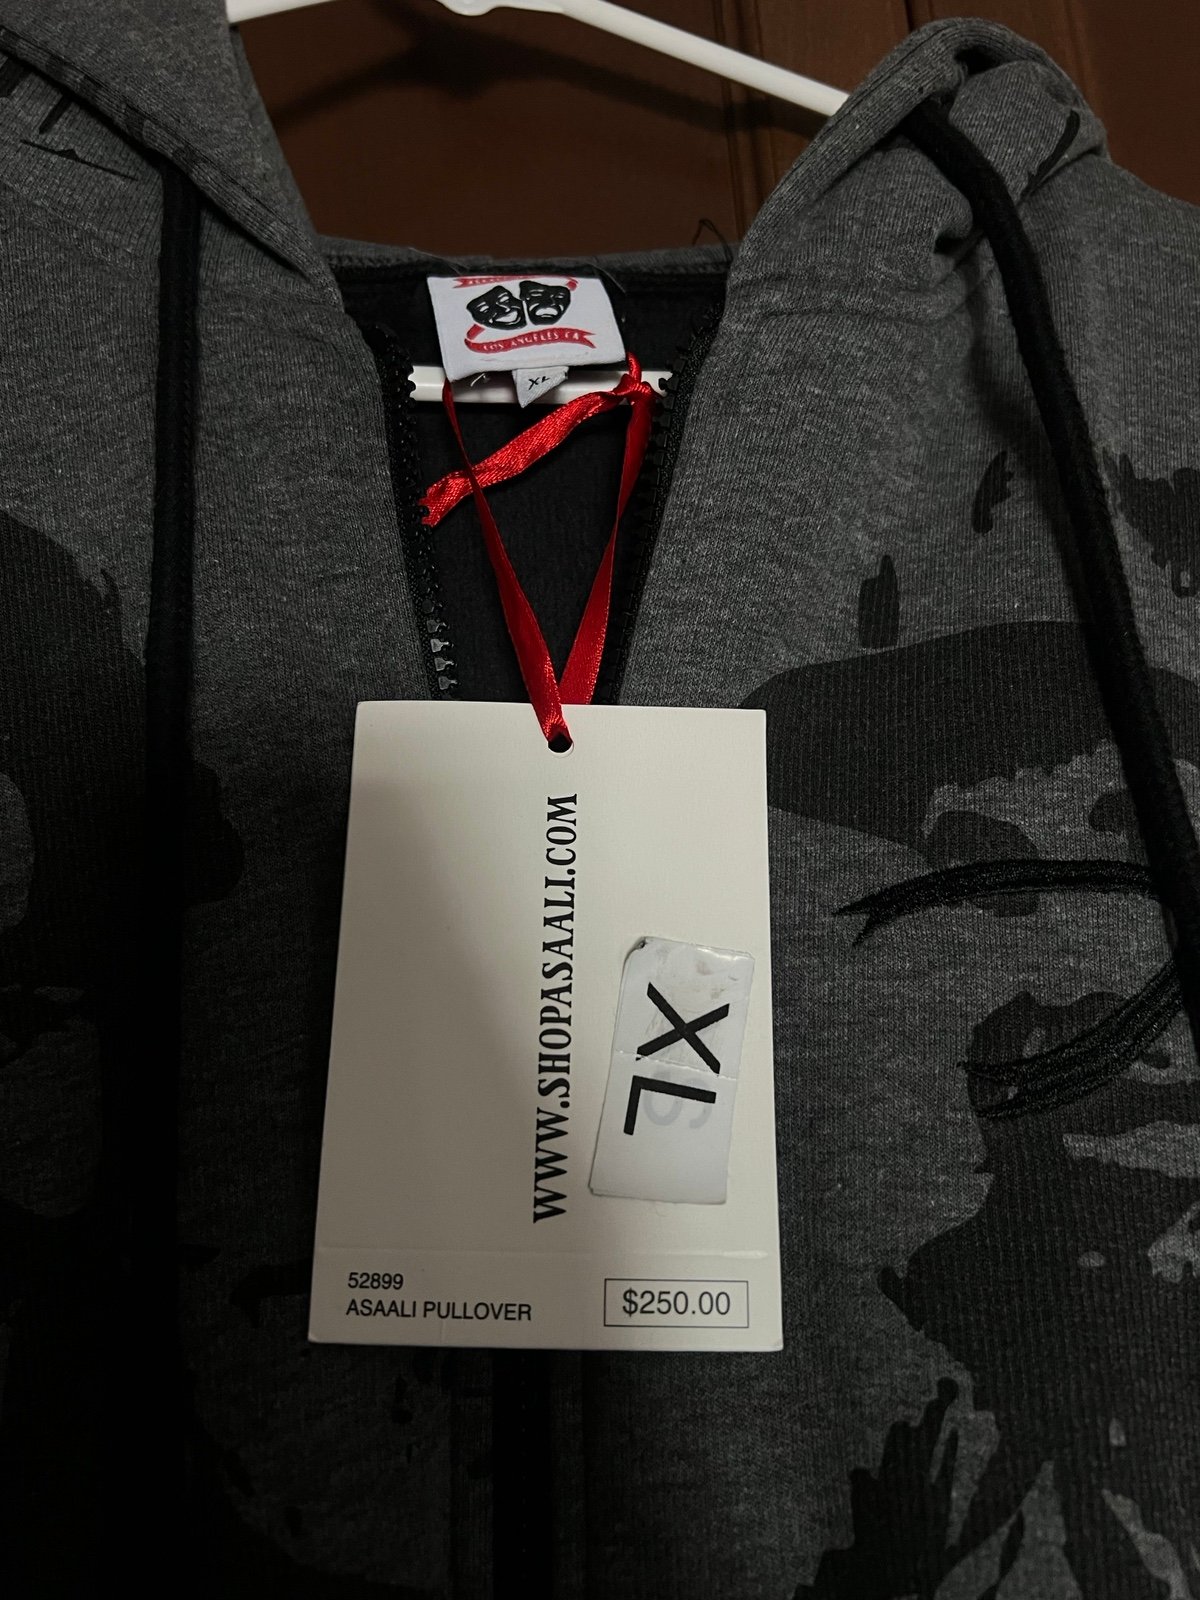 LOS ANGELES CA
XL
WWW.SHOPASAALI.COM
XL
52899
ASAALI PULLOVER
$250.00